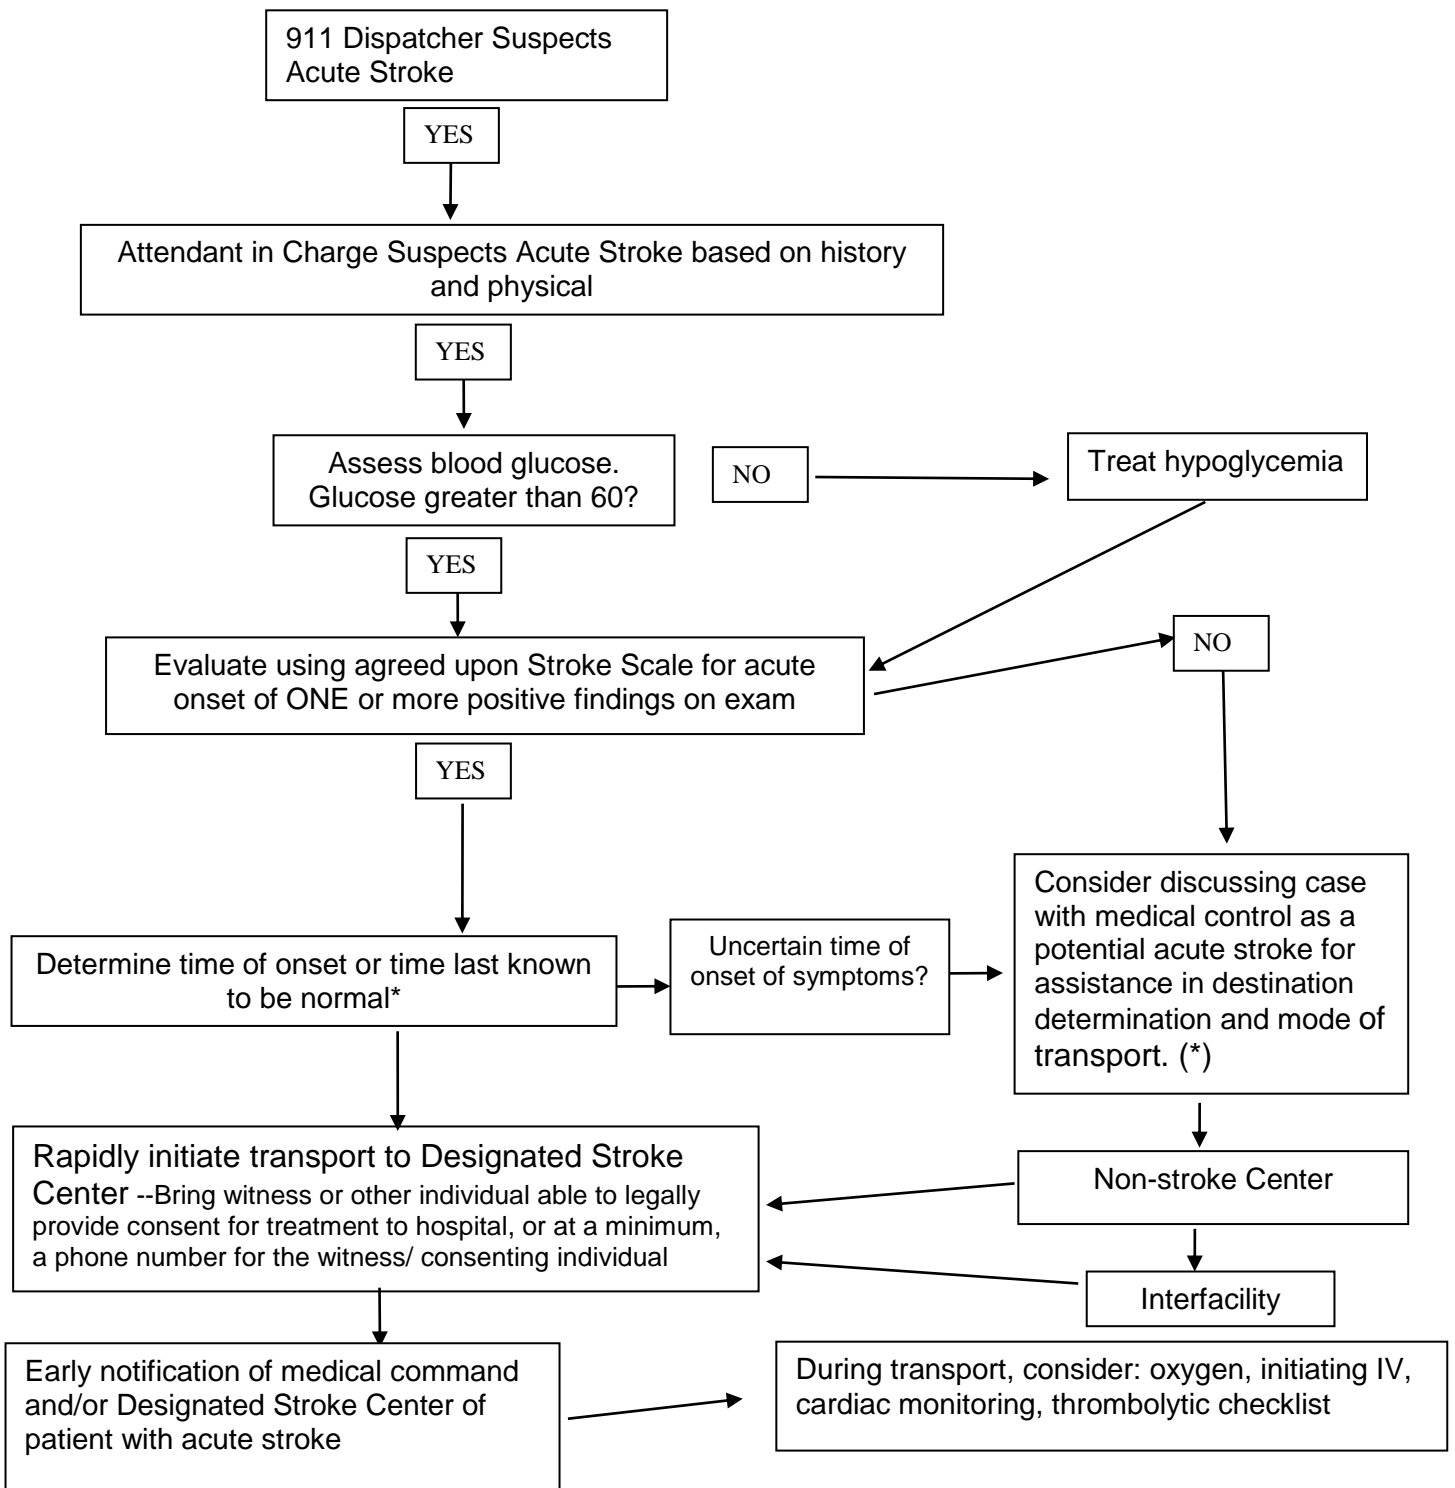 911 Dispatcher Suspects
Acute Stroke
YES
Attendant in Charge Suspects Acute Stroke based on history
and physical
YES
Assess blood glucose.
Glucose greater than 60?
NO
Treat hypoglycemia
YES
Evaluate using agreed upon Stroke Scale for acute
onset of ONE or more positive findings on exam
NO
YES
Determine time of onset or time last known
to be normal*
Uncertain time of
onset of symptoms?
Consider discussing case
with medical control as a
potential acute stroke for
assistance in destination
determination and mode of
transport. (*)
Rapidly initiate transport to Designated Stroke
Center --Bring witness or other individual able to legally
provide consent for treatment to hospital, or at a minimum,
a phone number for the witness/ consenting individual
Non-stroke Center
Interfacility
Early notification of medical command
and/or Designated Stroke Center of
patient with acute stroke
During transport, consider: oxygen, initiating IV,
cardiac monitoring, thrombolytic checklist